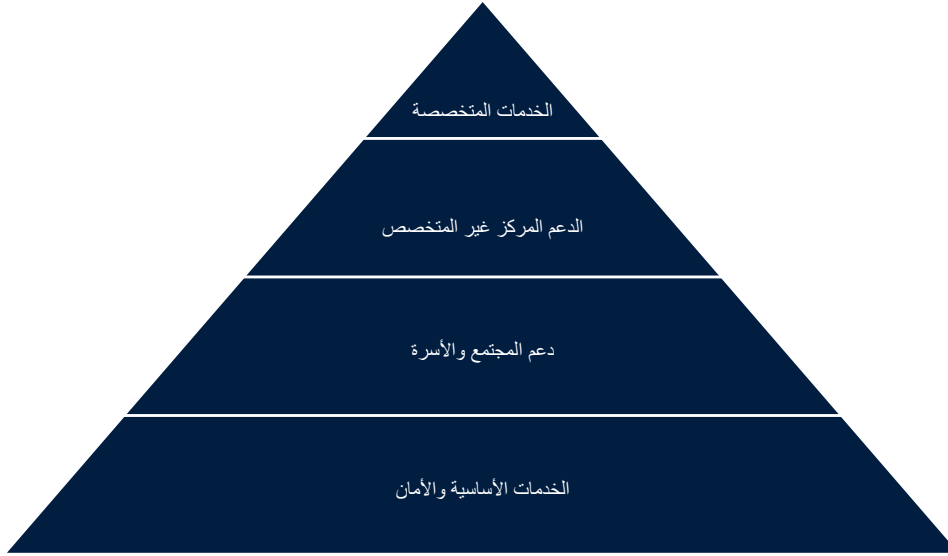 الخدمات المتخصصة
الدعم المركز غير المتخصص
دعم المجتمع والأسرة
الخدمات الأساسية والأمان